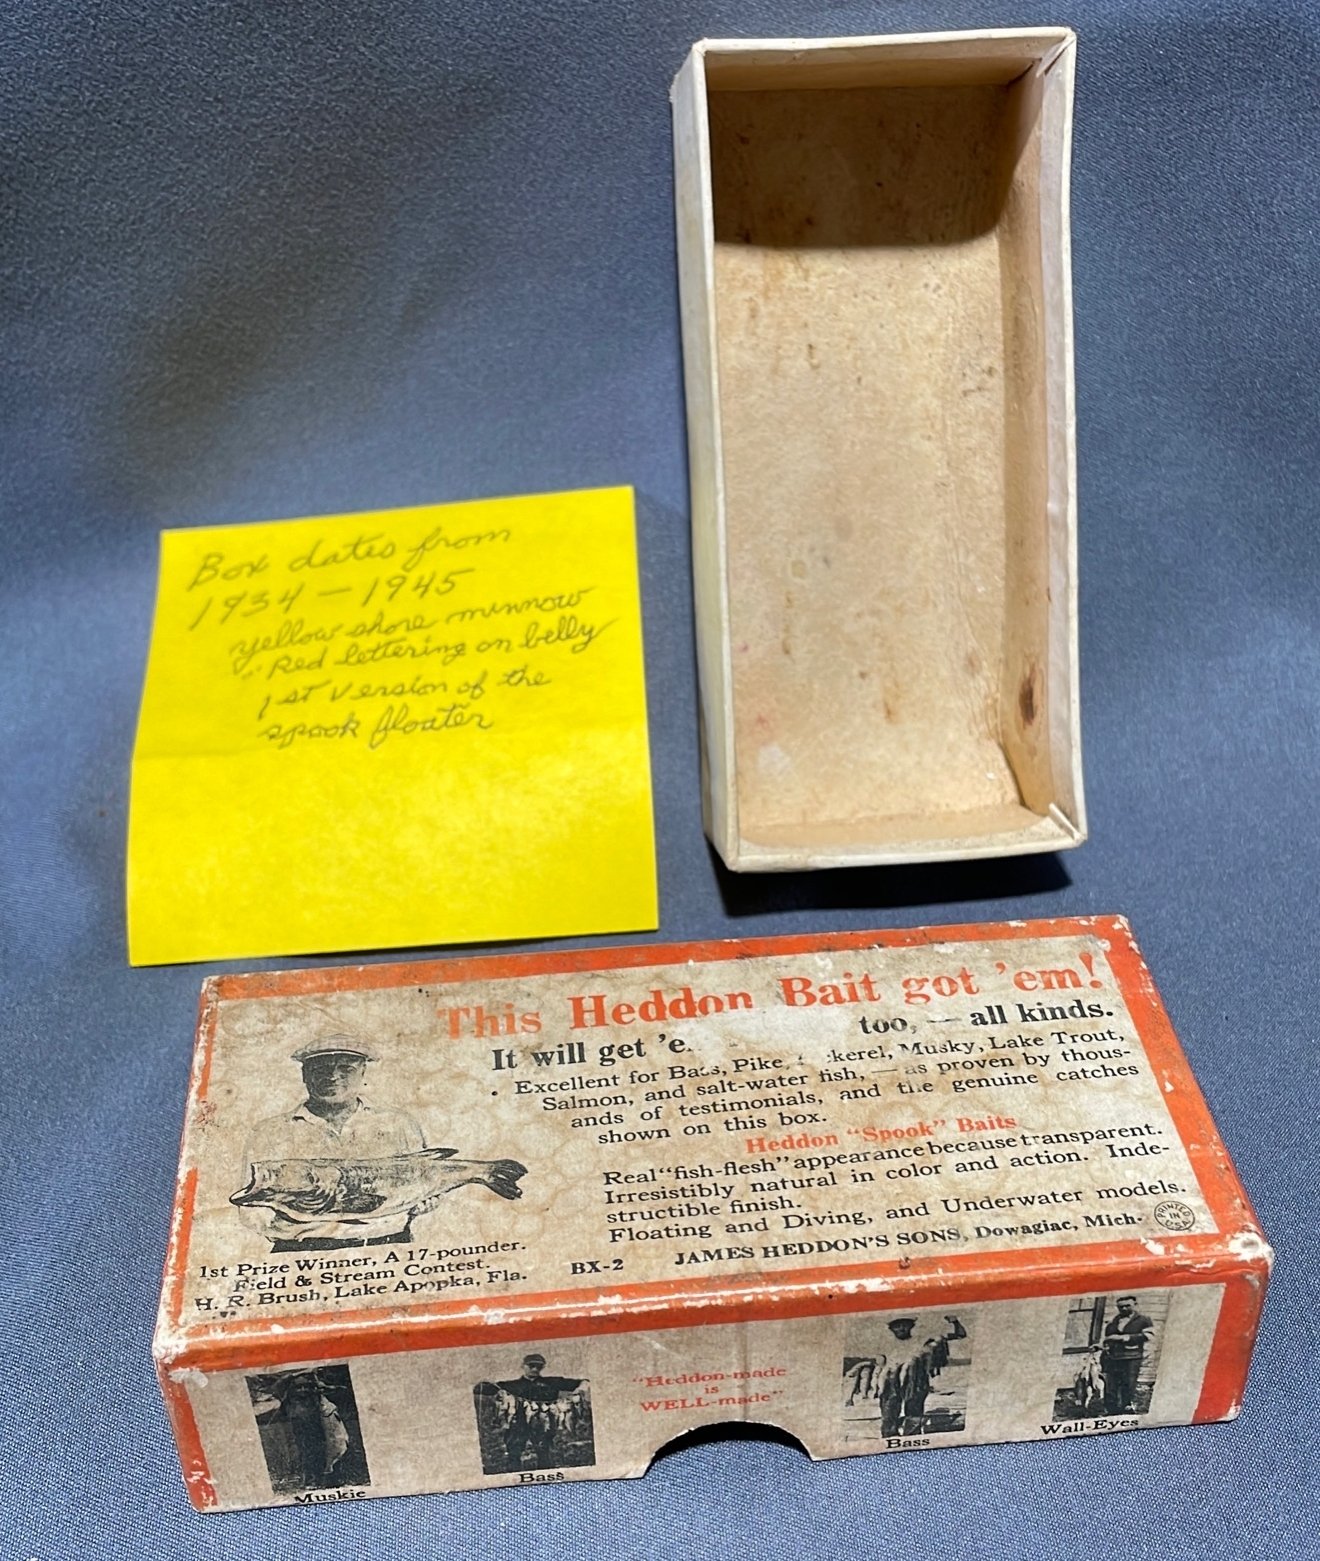 Box dates from
1934 – 1945
yellow shore minnow
" Red lettering on belly
1st Version of the
spook floater
This Heddon Bait got 'em!
It will get 'e too, — all kinds.
Excellent for Bass, Pike, kerel, Musky, Lake Trout,
Salmon, and salt-water fish, — as proven by thous-
ands of testimonials, and the genuine catches
shown on this box.
Heddon "Spook" Baits
Real "fish-flesh" appearance because transparent.
Irresistibly natural in color and action. Inde-
structible finish.
Floating and Diving, and Underwater models.
BX-2 JAMES HEDDON'S SONS, Dowagiac, Mich.
PRINTED IN USA
1st Prize Winner, A 17-pounder.
Field & Stream Contest.
H. R. Brush, Lake Apopka, Fla.
"Heddon-made
is
WELL-made"
Muskie
Bass
Bass
Wall-Eyes